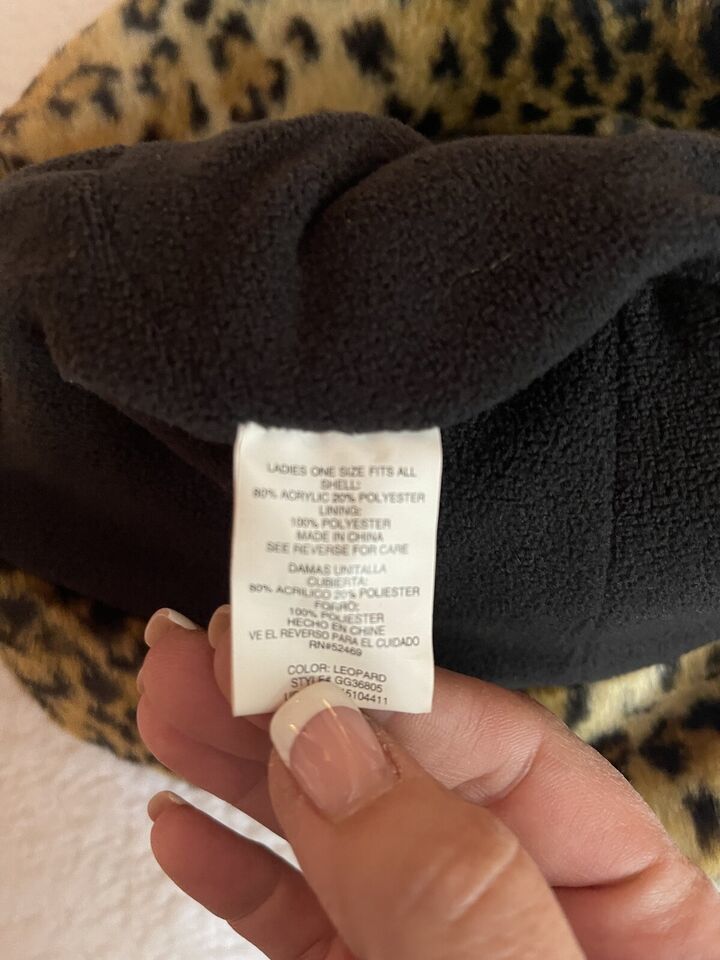 LADIES ONE SIZE FITS ALL
SHELL:
80% ACRYLIC 20% POLYESTER
LINING:
100% POLYESTER
MADE IN CHINA
SEE REVERSE FOR CARE
DAMAS UNITALLA
CUBIERTA:
80% ACRILICO 20% POLIESTER
FORRO:
100% POLIESTER
HECHO EN CHINE
VE EL REVERSO PARA EL CUIDADO
RN#52469
COLOR: LEOPARD
STYLE# GG36805